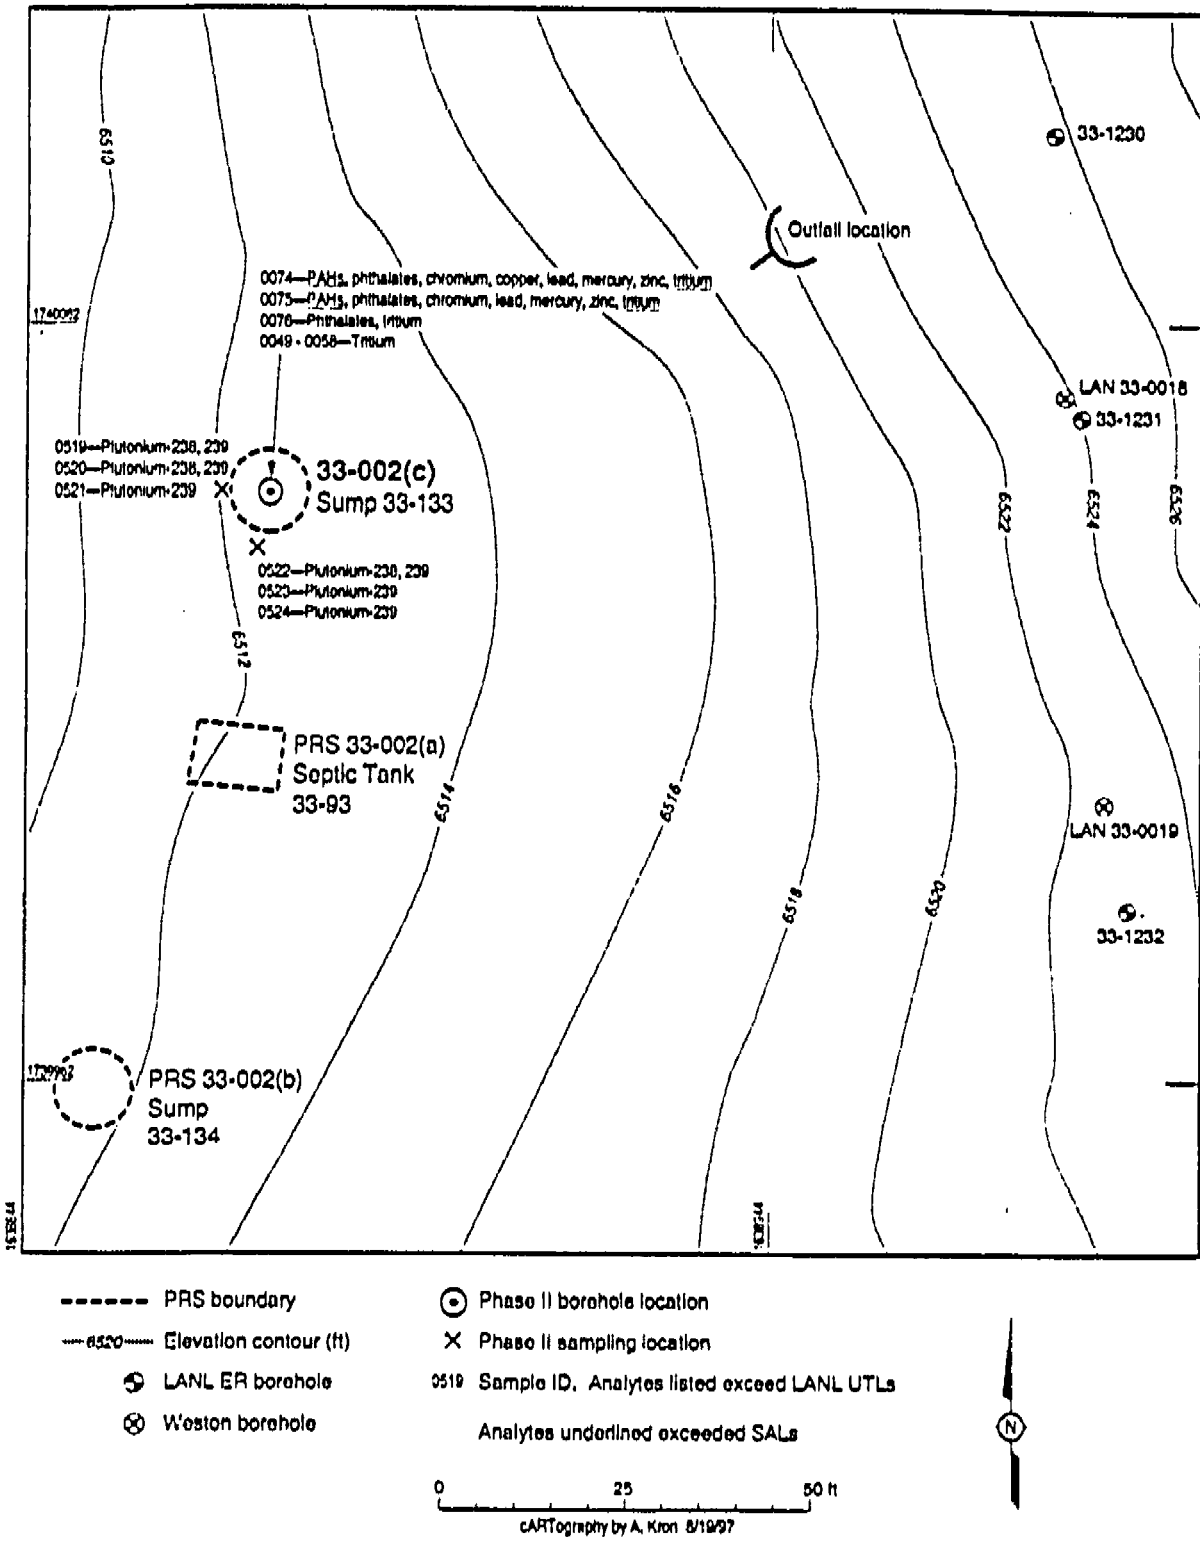 6510
33-1230
Outfall location
0074—PAHs, phthalates, chromium, copper, lead, mercury, zinc, tritium
0075—PAHs, phthalates, chromium, lead, mercury, zinc, tritium
0076—Phthalates, tritium
0049 - 0058—Tritium
1740062
LAN 33-0018
33-1231
0519—Plutonium-238, 239
0520—Plutonium-238, 239
0521—Plutonium-239
33-002(c)
Sump 33-133
6522
6524
6526
0522—Plutonium-238, 239
0523—Plutonium-239
0524—Plutonium-239
6512
PRS 33-002(a)
Septic Tank
33-93
6514
6516
LAN 33-0019
6518
6520
33-1232
PRS 33-002(b)
Sump
33-134
PRS boundary
6520 Elevation contour (ft)
LANL ER borehole
Weston borehole
Phase II borehole location
Phase II sampling location
0519 Sample ID. Analytes listed exceed LANL UTLs
Analytes underlined exceeded SALs
N
0 25 50 ft
cARTography by A. Kron 8/19/97